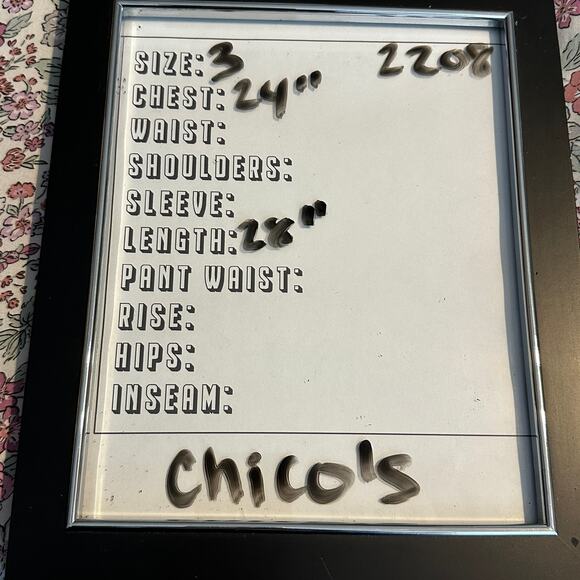 SIZE: 3 2208
CHEST: 24"
WAIST:
SHOULDERS:
SLEEVE:
LENGTH: 28"
PANT WAIST:
RISE:
HIPS:
INSEAM:
Chico's